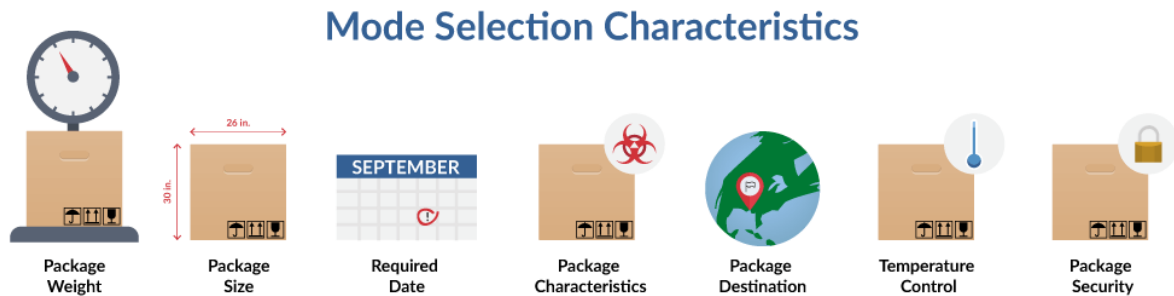 Mode Selection Characteristics
26 in.
30 in.
SEPTEMBER
!
Package
Weight
Package
Size
Required
Date
Package
Characteristics
Package
Destination
Temperature
Control
Package
Security